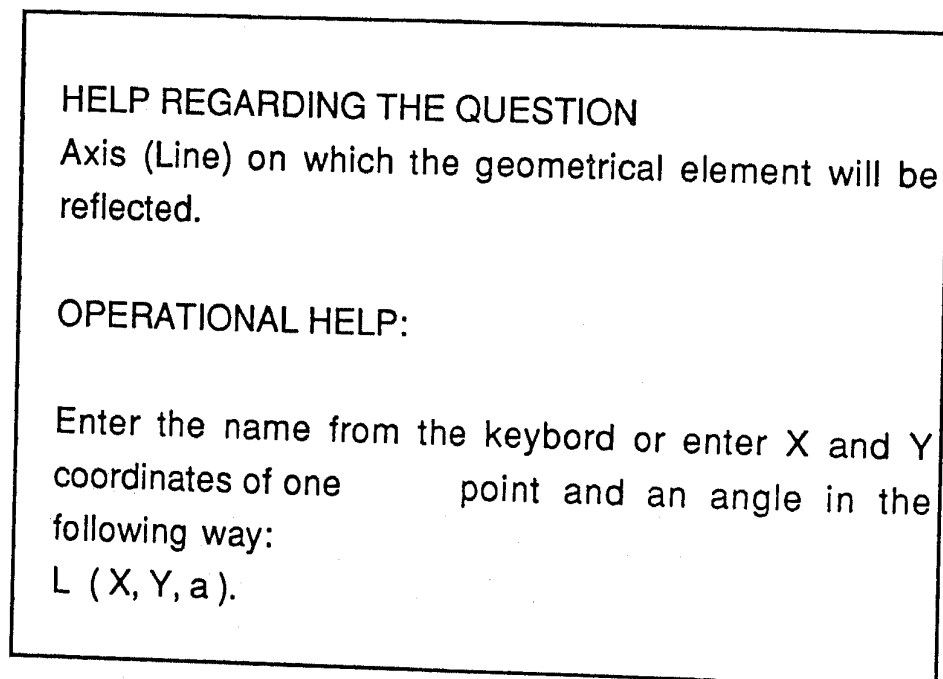 HELP REGARDING THE QUESTION
Axis (Line) on which the geometrical element will be
reflected.
OPERATIONAL HELP:
Enter the name from the keybord or enter X and Y
coordinates of one point and an angle in the
following way:
L ( X, Y, a ).